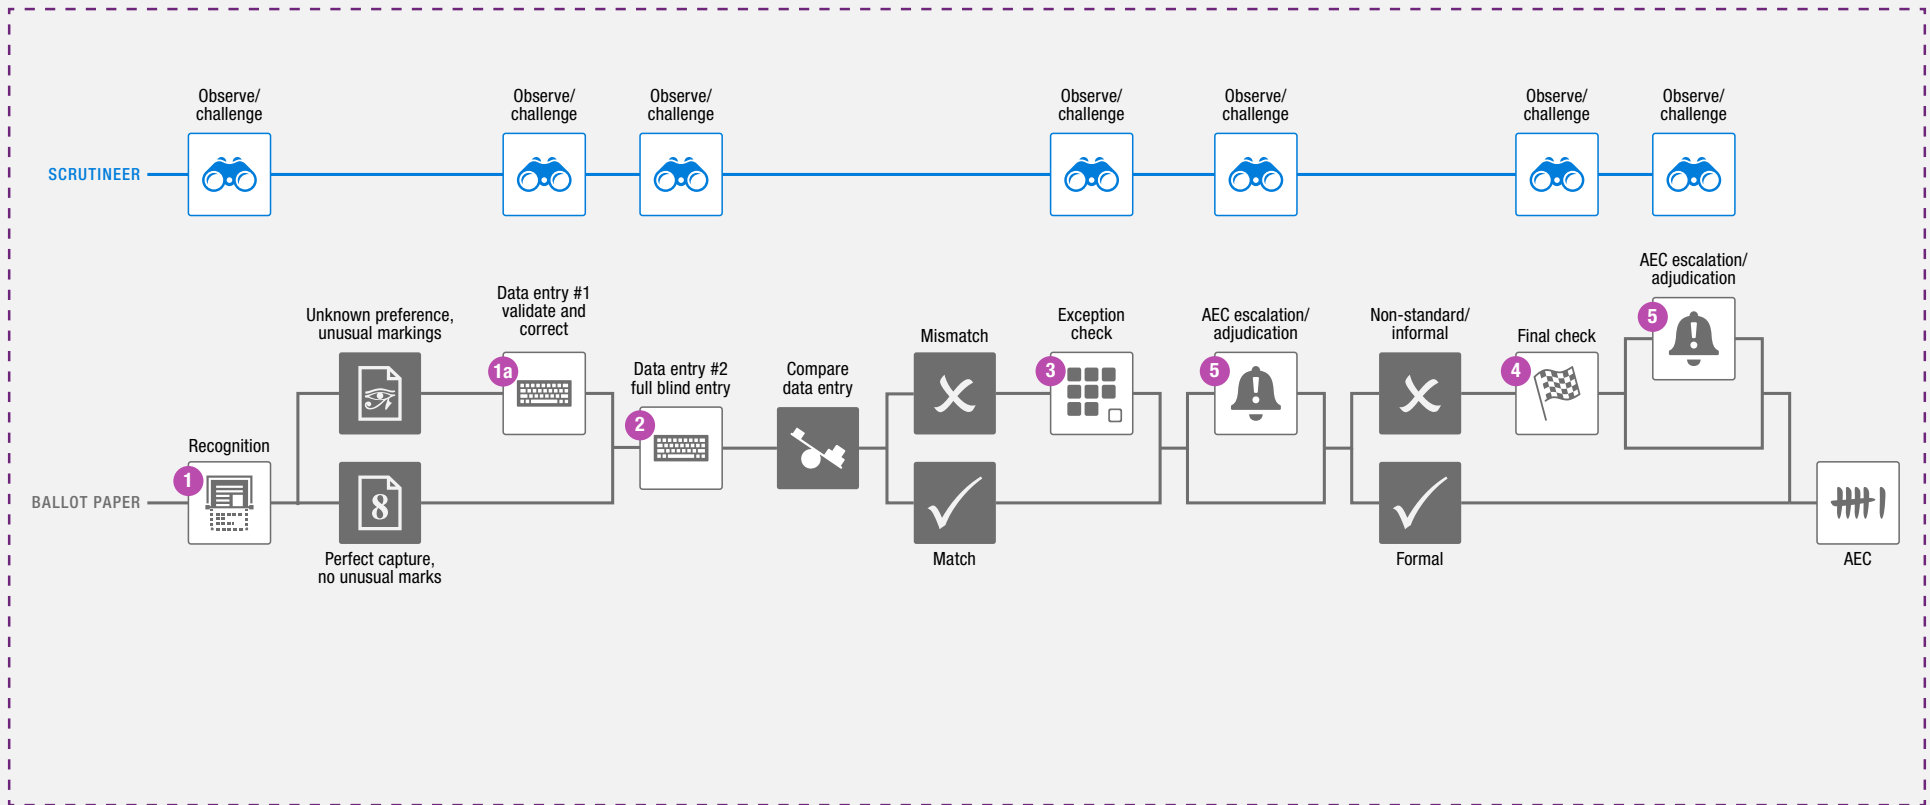 Observe/
challenge
Observe/
challenge
Observe/
challenge
Observe/
challenge
Observe/
challenge
Observe/
challenge
Observe/
challenge
SCRUTINEER
BALLOT PAPER
Recognition
1
Unknown preference,
unusual markings
8
Perfect capture,
no unusual marks
Data entry #1
validate and
correct
1a
Data entry #2
full blind entry
2
Compare
data entry
Mismatch
Match
Exception
check
3
AEC escalation/
adjudication
5
Non-standard/
informal
Formal
Final check
4
AEC escalation/
adjudication
5
AEC